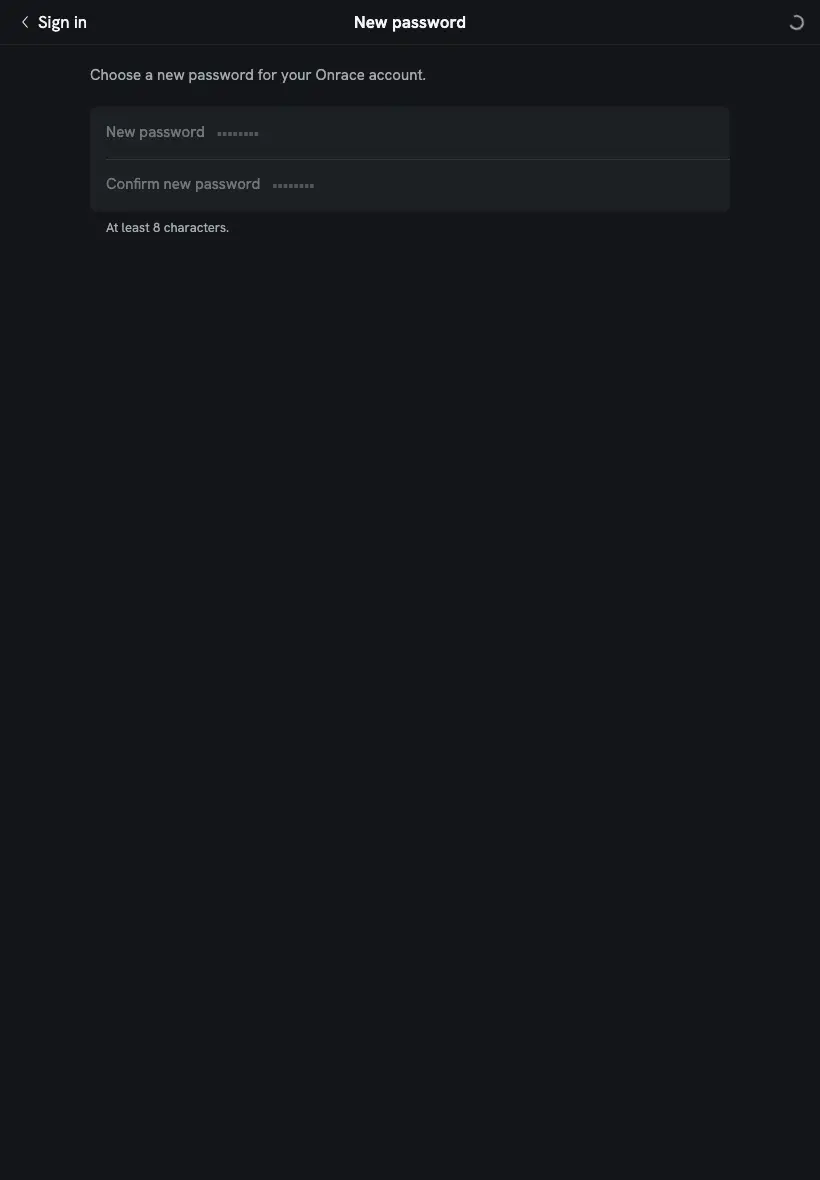 Sign in
New password
Choose a new password for your Onrace account.
New password ▪▪▪▪▪▪▪▪
Confirm new password ▪▪▪▪▪▪▪▪
At least 8 characters.